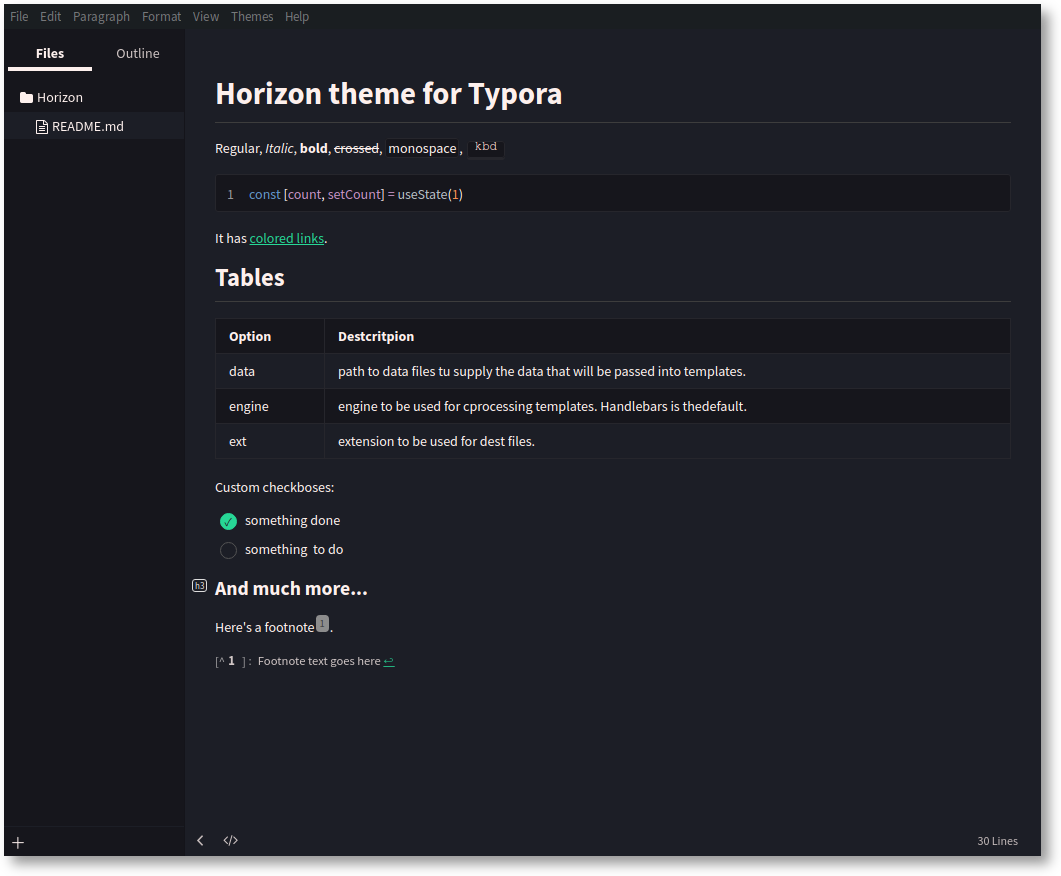 File Edit Paragraph Format View Themes Help
Files Outline
Horizon
README.md
Horizon theme for Typora
Regular, Italic, bold, crossed, monospace, kbd
1 const [count, setCount] = useState(1)
It has colored links.
Tables
Option Destcritpion
data path to data files tu supply the data that will be passed into templates.
engine engine to be used for cprocessing templates. Handlebars is thedefault.
ext extension to be used for dest files.
Custom checkboses:
✓ something done
something to do
h3 And much more...
Here's a footnote 1.
[^ 1 ]: Footnote text goes here ↩
+ < </> 30 Lines